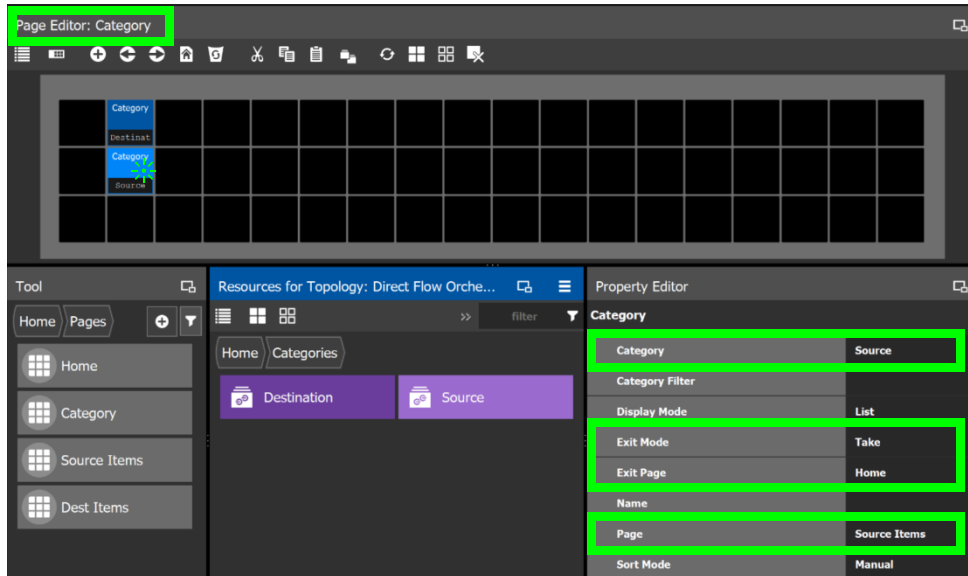 Page Editor: Category
Category
Destinat
Category
Source
Tool
Home Pages
Home
Category
Source Items
Dest Items
Resources for Topology: Direct Flow Orche...
>> filter
Home Categories
Destination Source
Property Editor
Category
Category Source
Category Filter
Display Mode List
Exit Mode Take
Exit Page Home
Name
Page Source Items
Sort Mode Manual